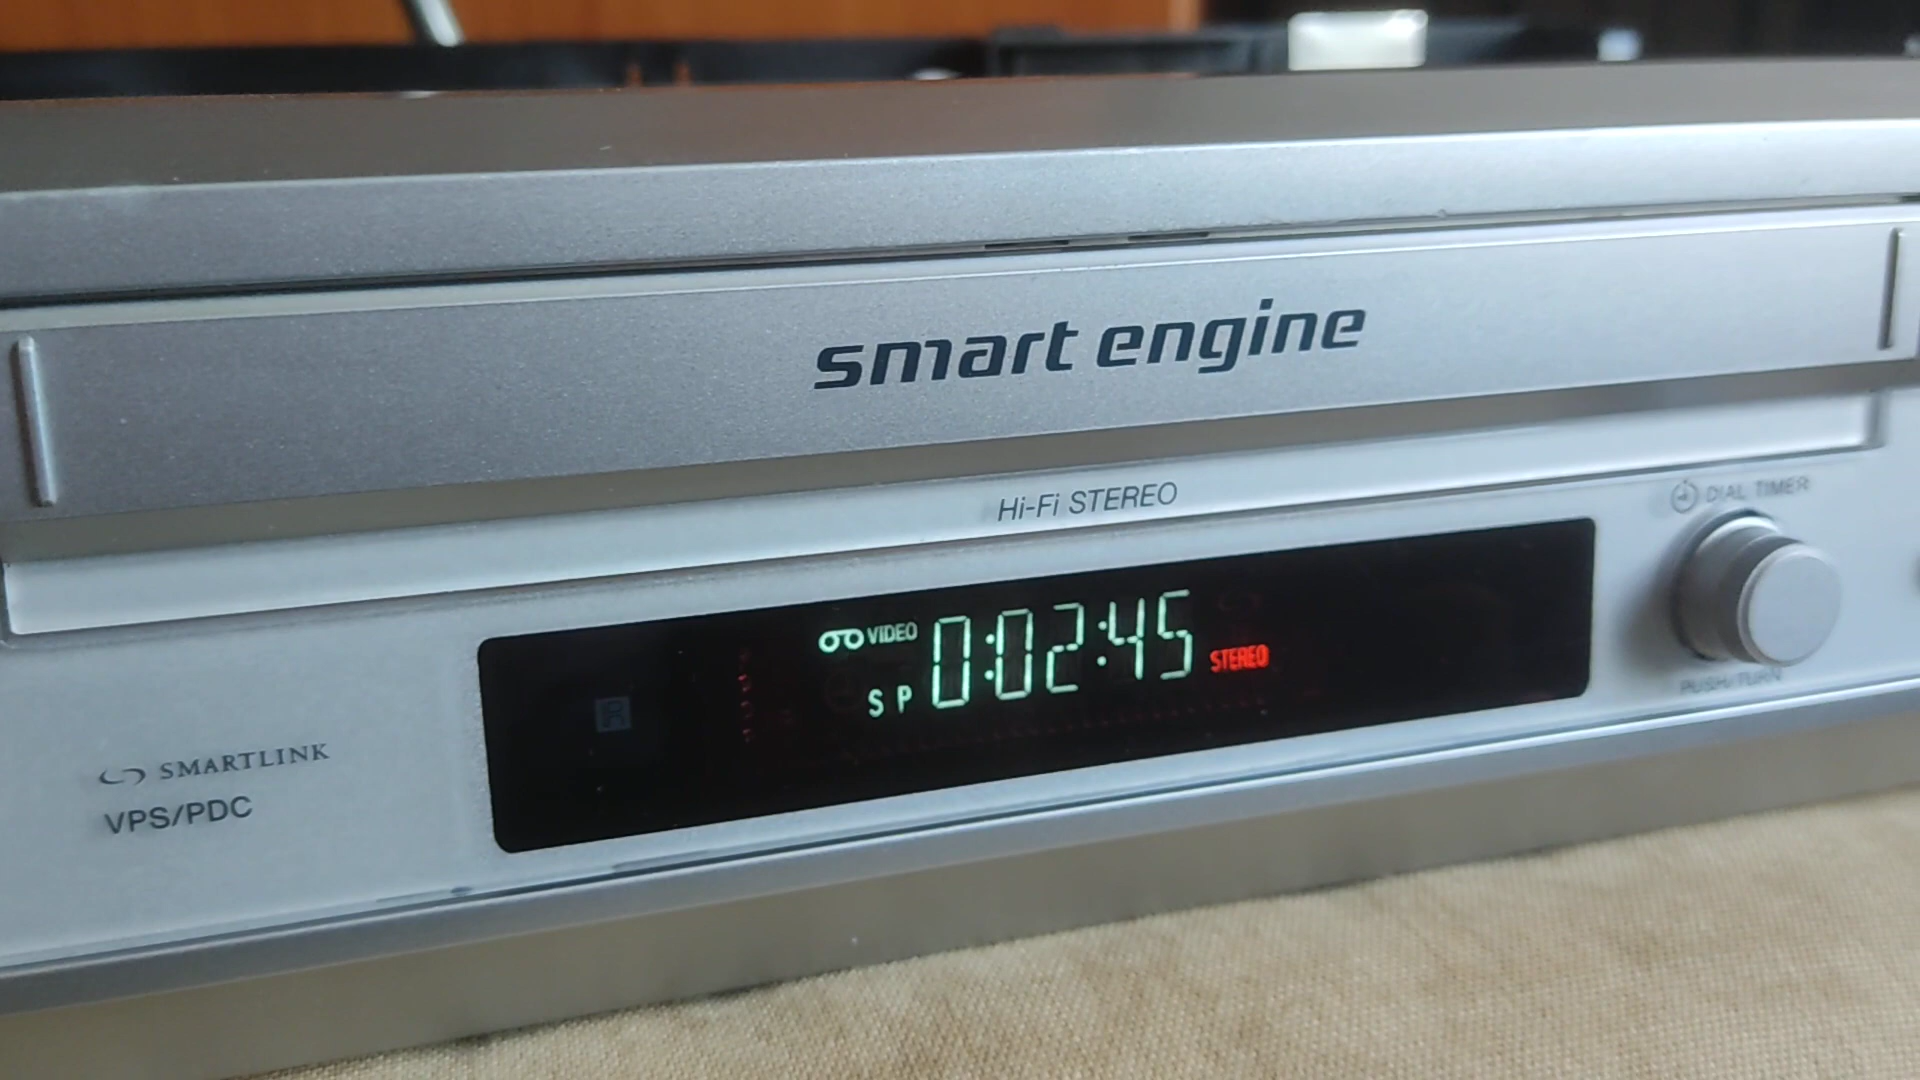 smart engine
Hi-Fi STEREO
DIAL TIMER
VIDEO 0:02:45
SP STEREO
PUSH/TURN
SMARTLINK
VPS/PDC